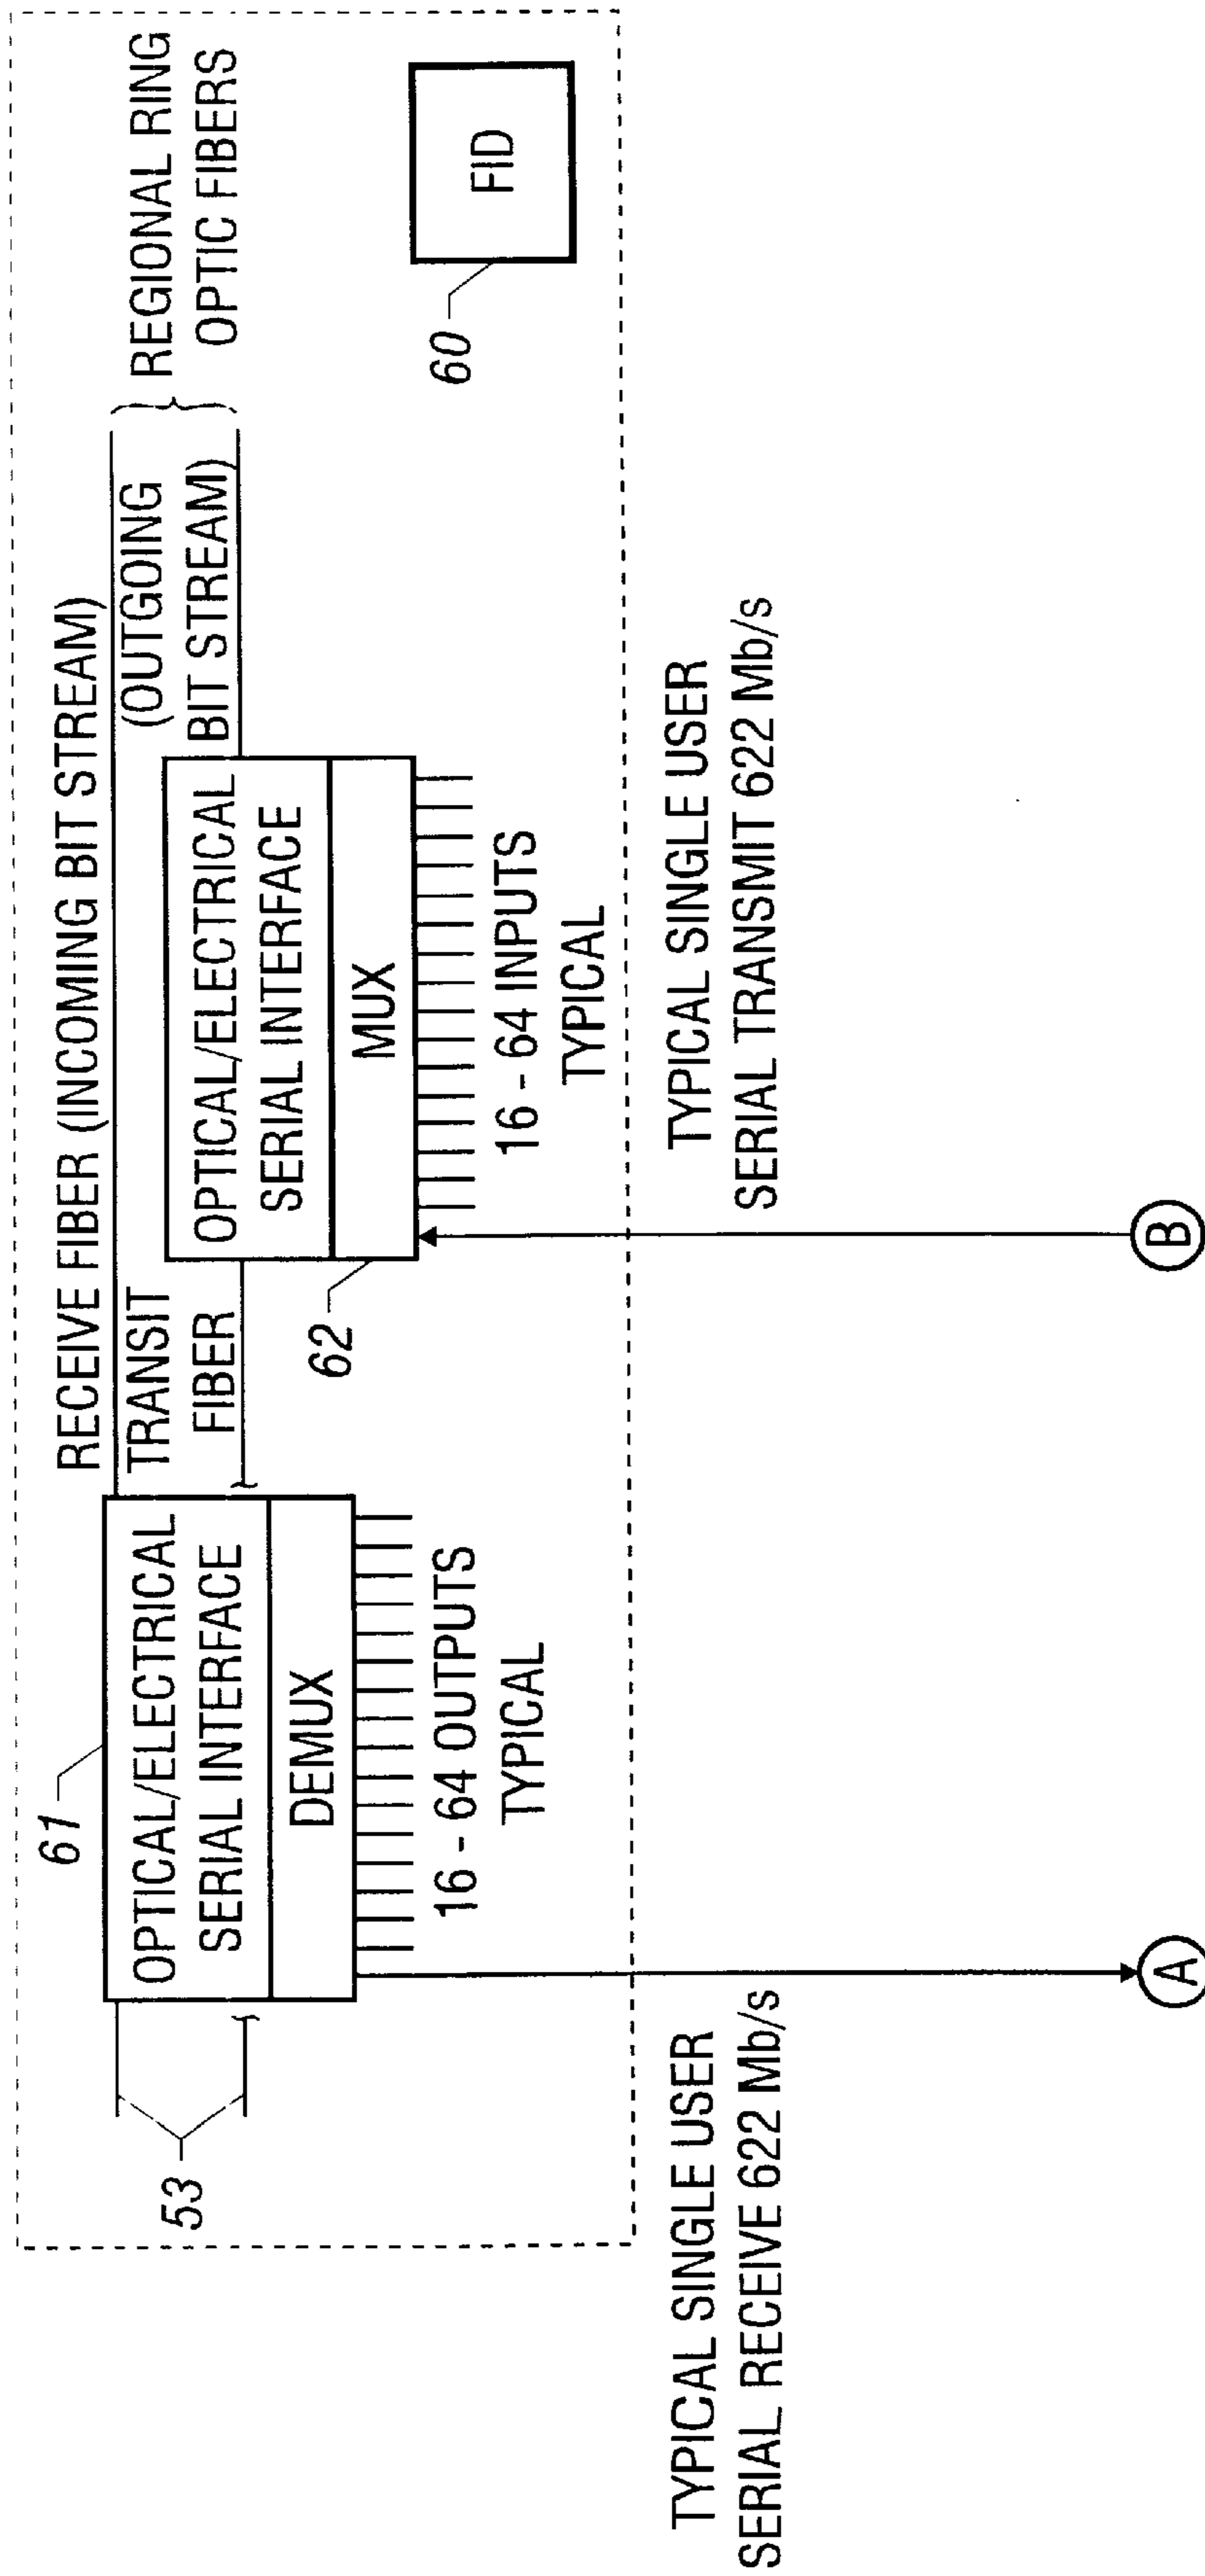 RECEIVE FIBER (INCOMING BIT STREAM)
REGIONAL RING
OPTIC FIBERS
(OUTGOING
BIT STREAM)
TRANSIT
FIBER
61
OPTICAL/ELECTRICAL
SERIAL INTERFACE
DEMUX
16 - 64 OUTPUTS
TYPICAL
53
OPTICAL/ELECTRICAL
SERIAL INTERFACE
MUX
62
16 - 64 INPUTS
TYPICAL
60
FID
TYPICAL SINGLE USER
SERIAL RECEIVE 622 Mb/s
TYPICAL SINGLE USER
SERIAL TRANSMIT 622 Mb/s
A
B